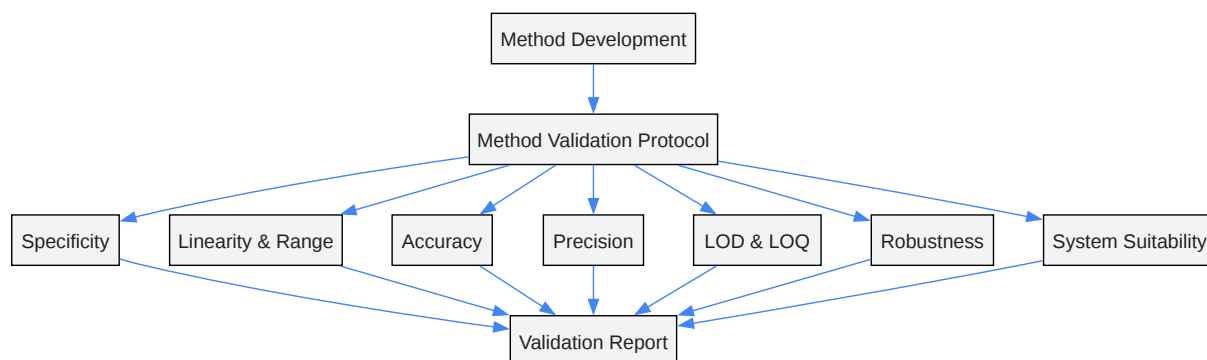 Method Development
Method Validation Protocol
Specificity
Linearity & Range
Accuracy
Precision
LOD & LOQ
Robustness
System Suitability
Validation Report